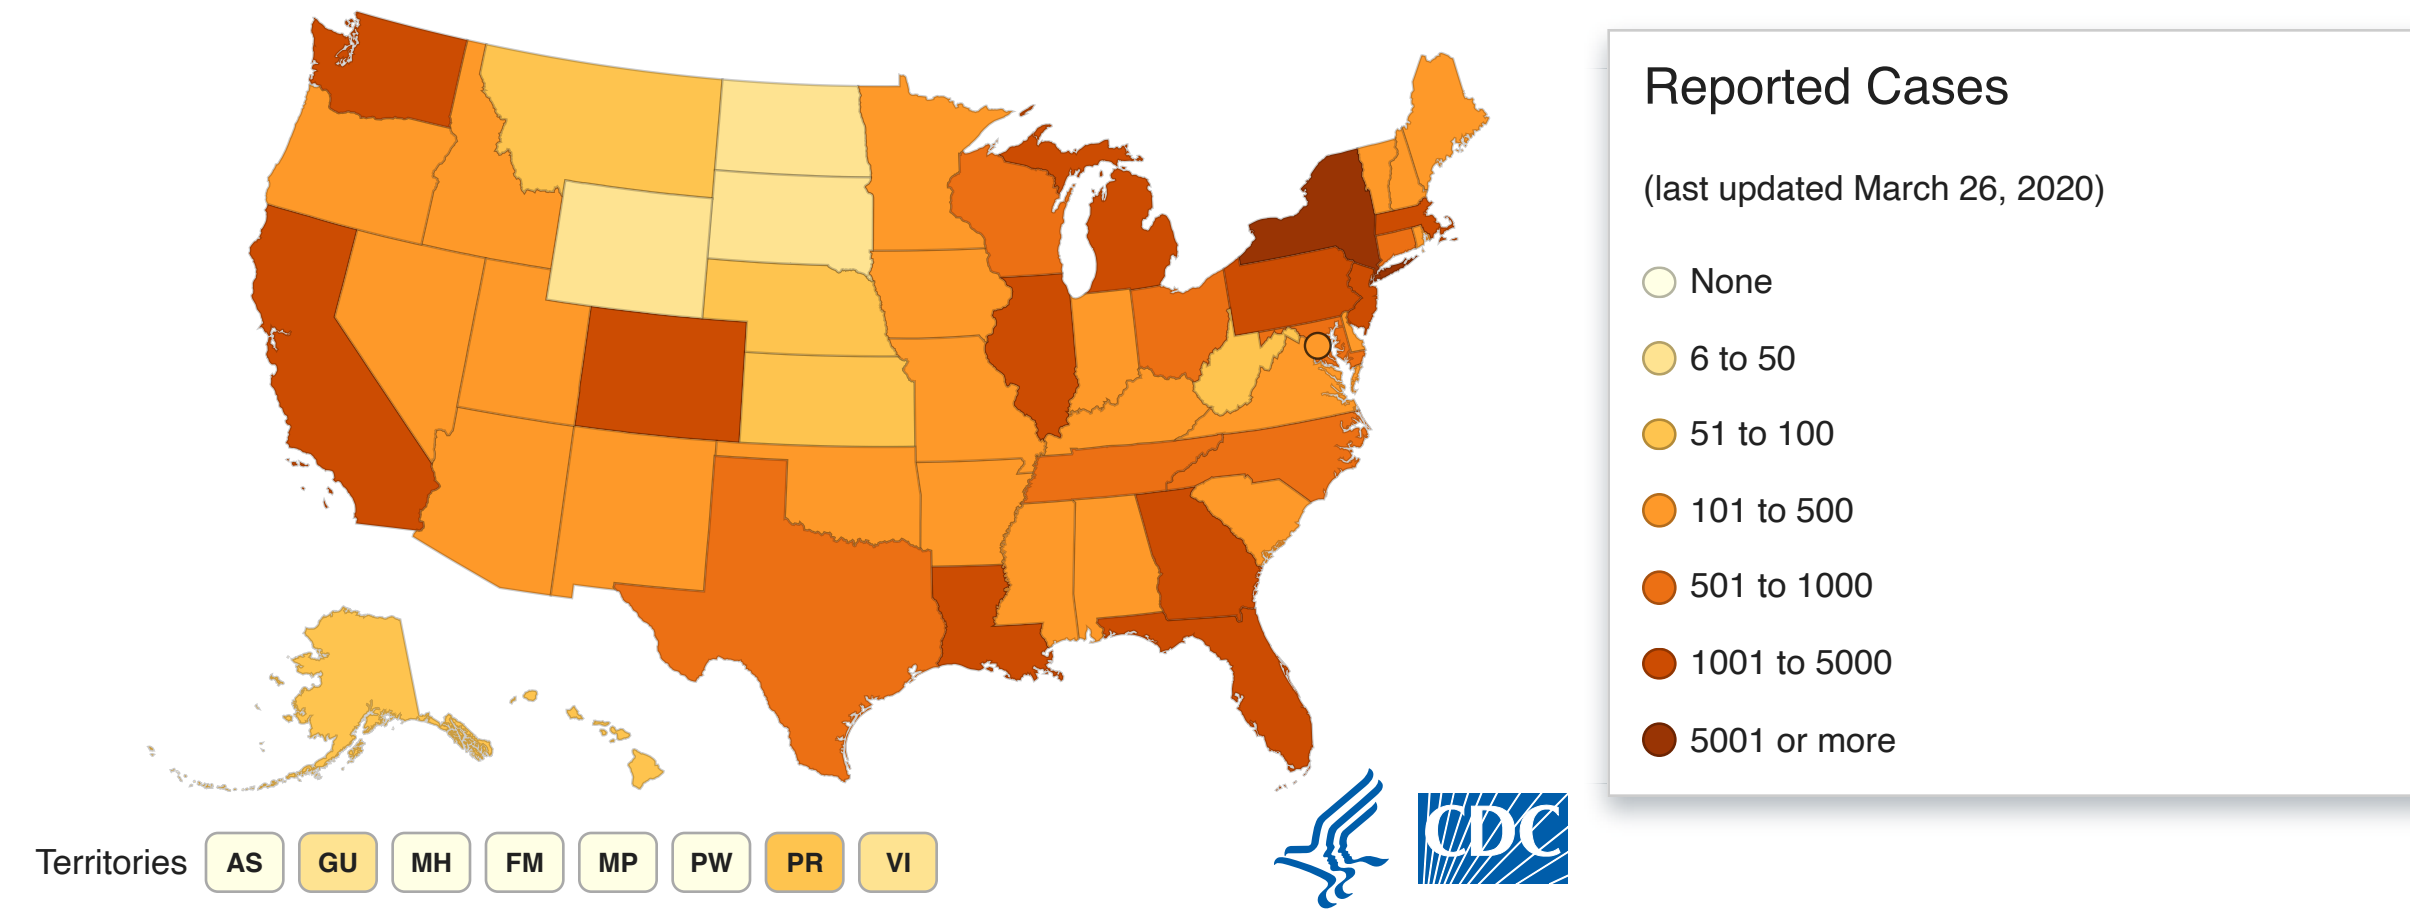 Reported Cases
(last updated March 26, 2020)
None
6 to 50
51 to 100
101 to 500
501 to 1000
1001 to 5000
5001 or more
CDC
Territories AS GU MH FM MP PW PR VI